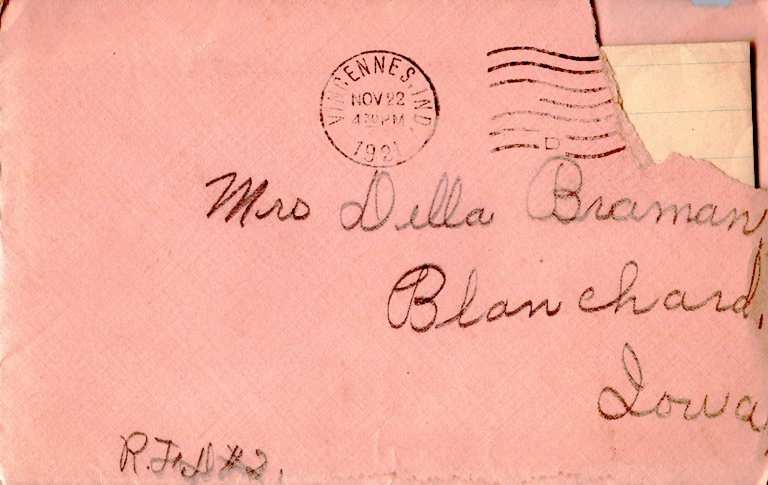 VINCENNES, IND.
NOV 22
4 30 PM
1921
D
Mrs Della Braman
Blanchard,
Iowa
R.F.D #2.